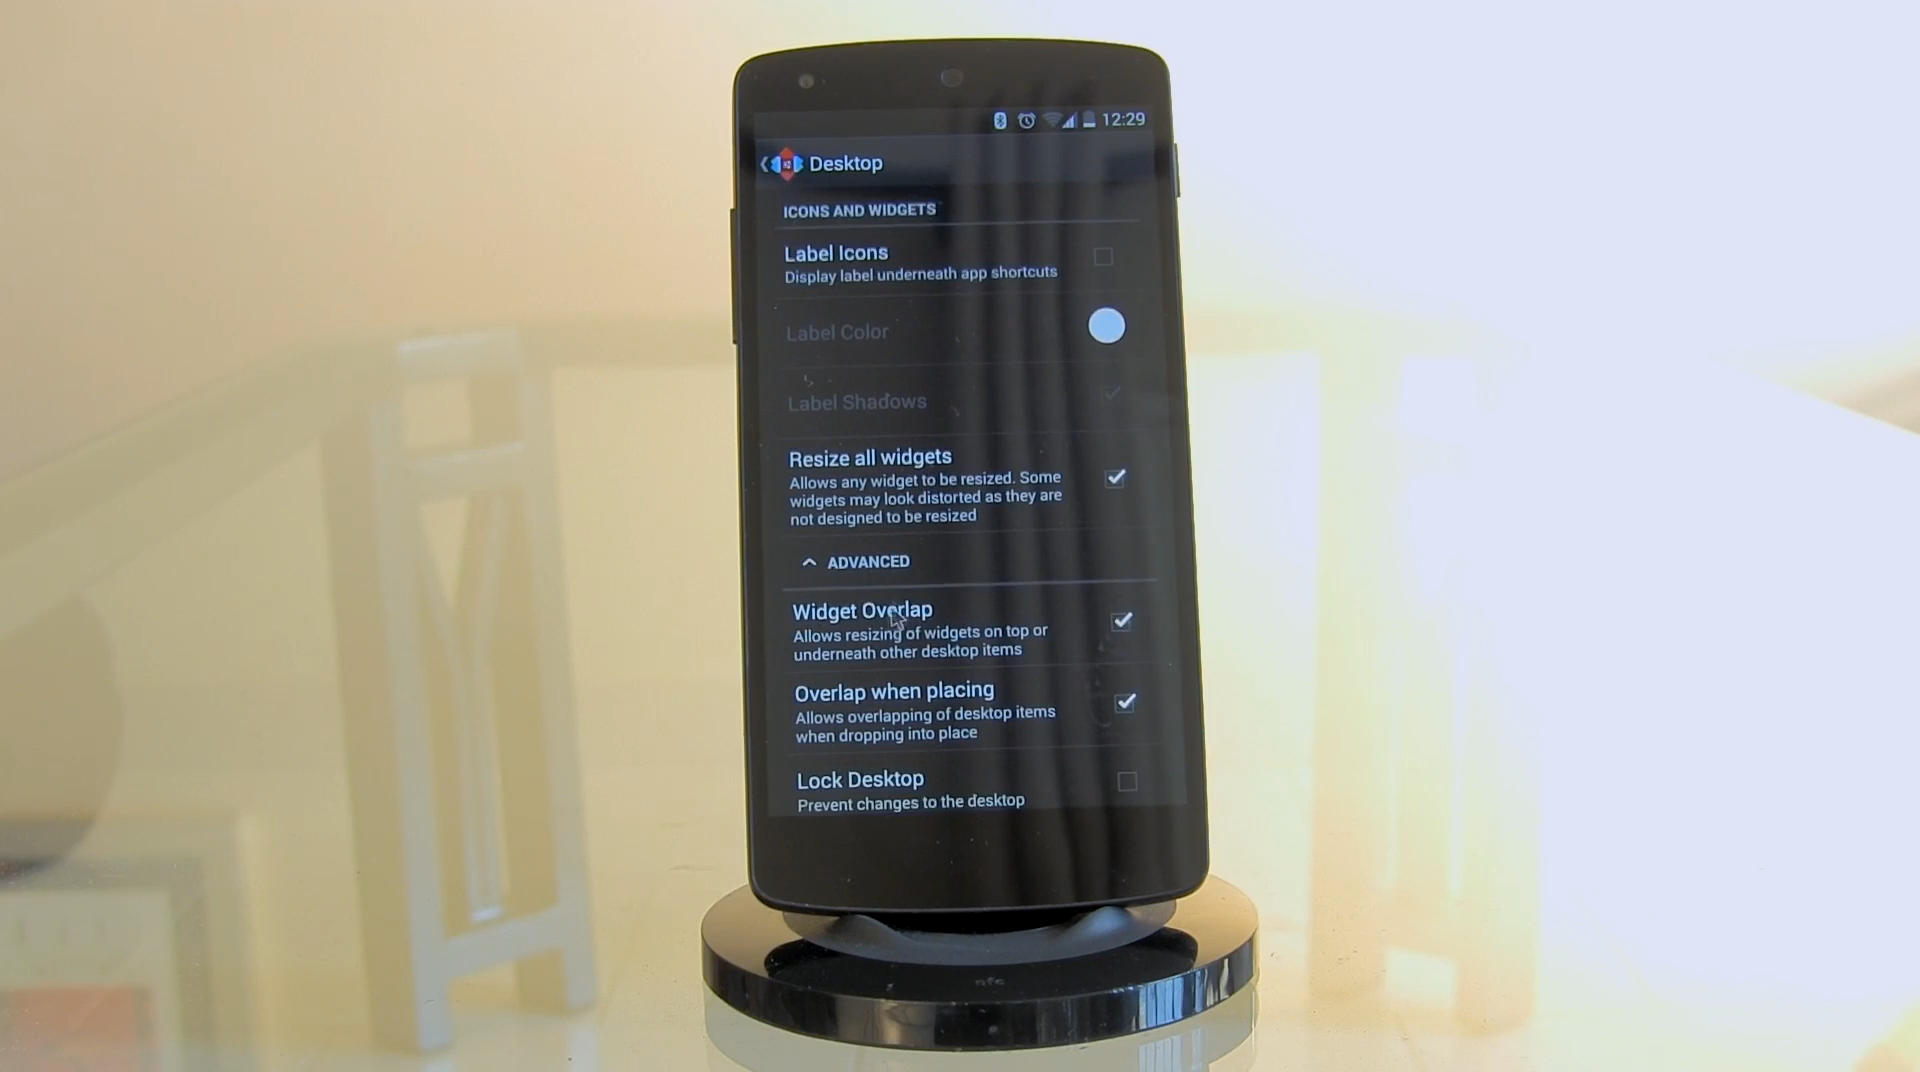 12:29
Desktop
ICONS AND WIDGETS
Label Icons
Display label underneath app shortcuts
Label Color
Label Shadows
Resize all widgets
Allows any widget to be resized. Some
widgets may look distorted as they are
not designed to be resized
ADVANCED
Widget Overlap
Allows resizing of widgets on top or
underneath other desktop items
Overlap when placing
Allows overlapping of desktop items
when dropping into place
Lock Desktop
Prevent changes to the desktop
nfc